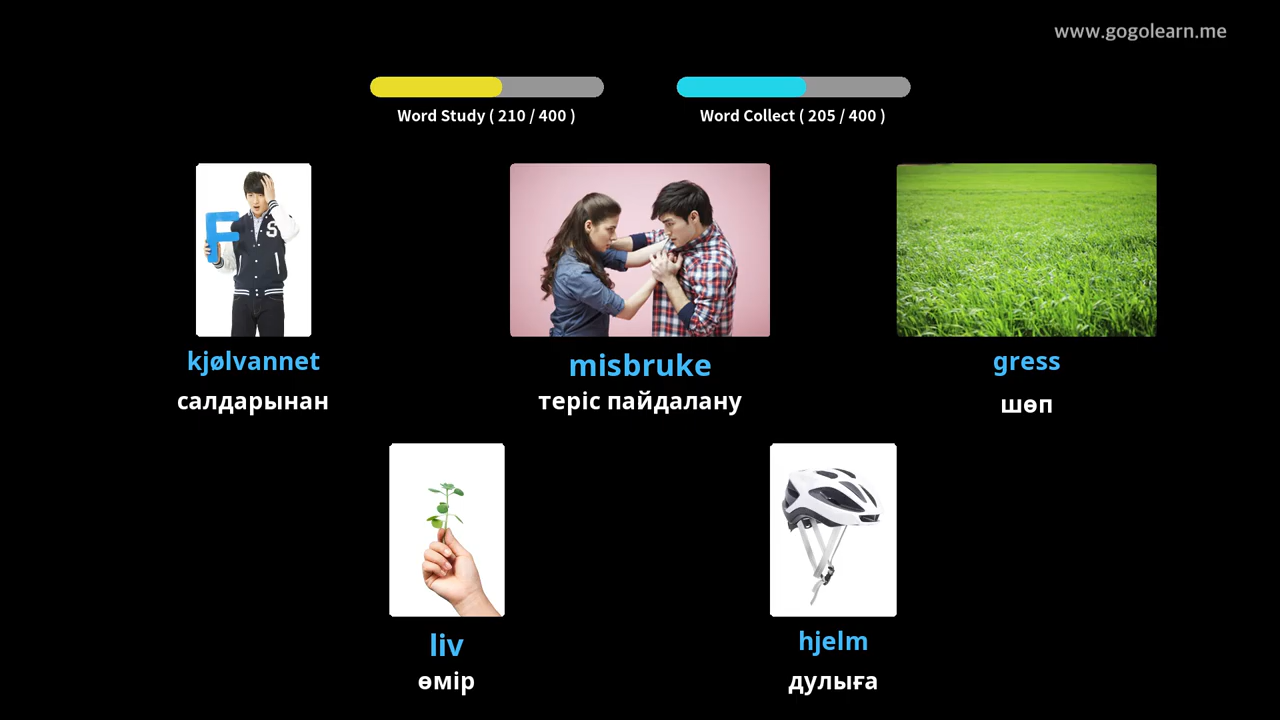 www.gogolearn.me
Word Study ( 210 / 400 )
Word Collect ( 205 / 400 )
F
S
kjølvannet
салдарынан
misbruke
теріс пайдалану
gress
шөп
liv
өмір
hjelm
дулыға